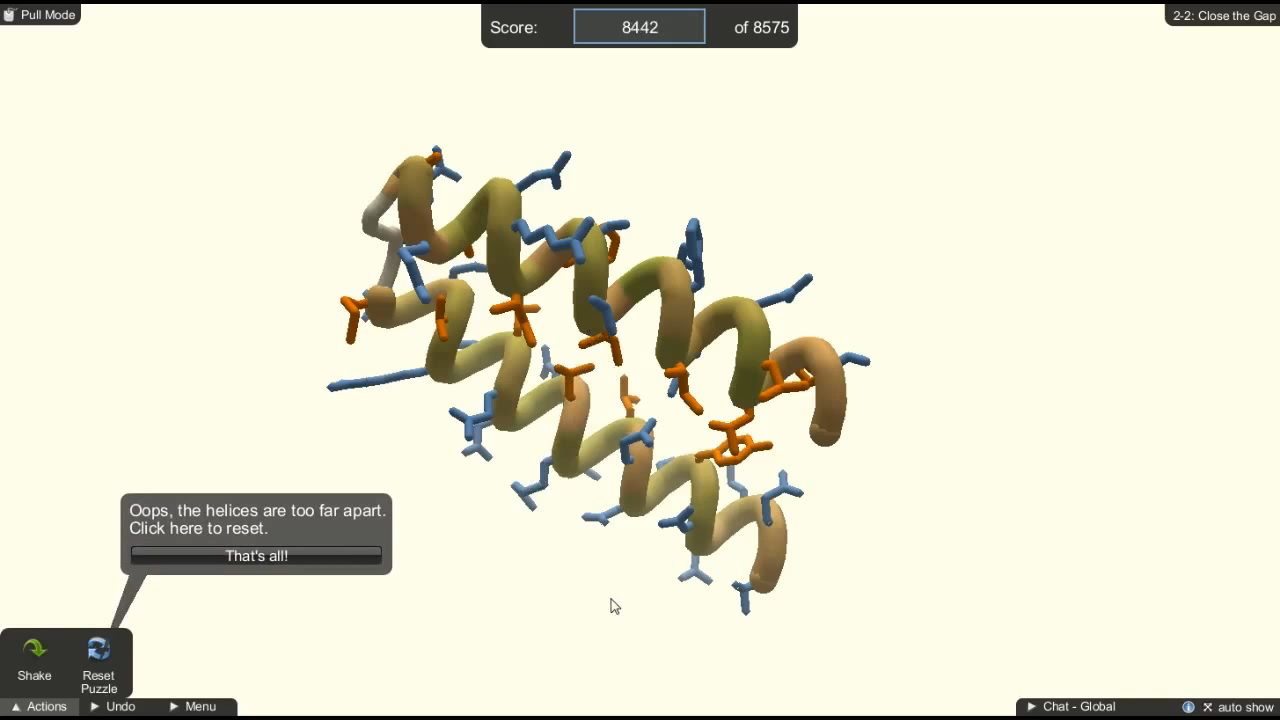 Pull Mode
Score: 8442 of 8575
2-2: Close the Gap
Oops, the helices are too far apart.
Click here to reset.
That's all!
Shake
Reset
Puzzle
Actions
Undo
Menu
Chat - Global
auto show